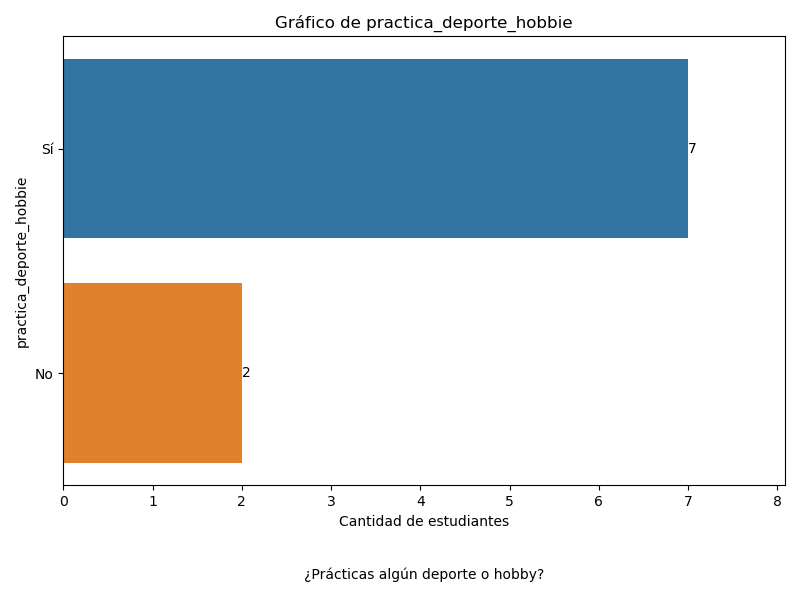 Gráfico de practica_deporte_hobbie
practica_deporte_hobbie
Sí
7
No
2
0 1 2 3 4 5 6 7 8
Cantidad de estudiantes
¿Prácticas algún deporte o hobby?